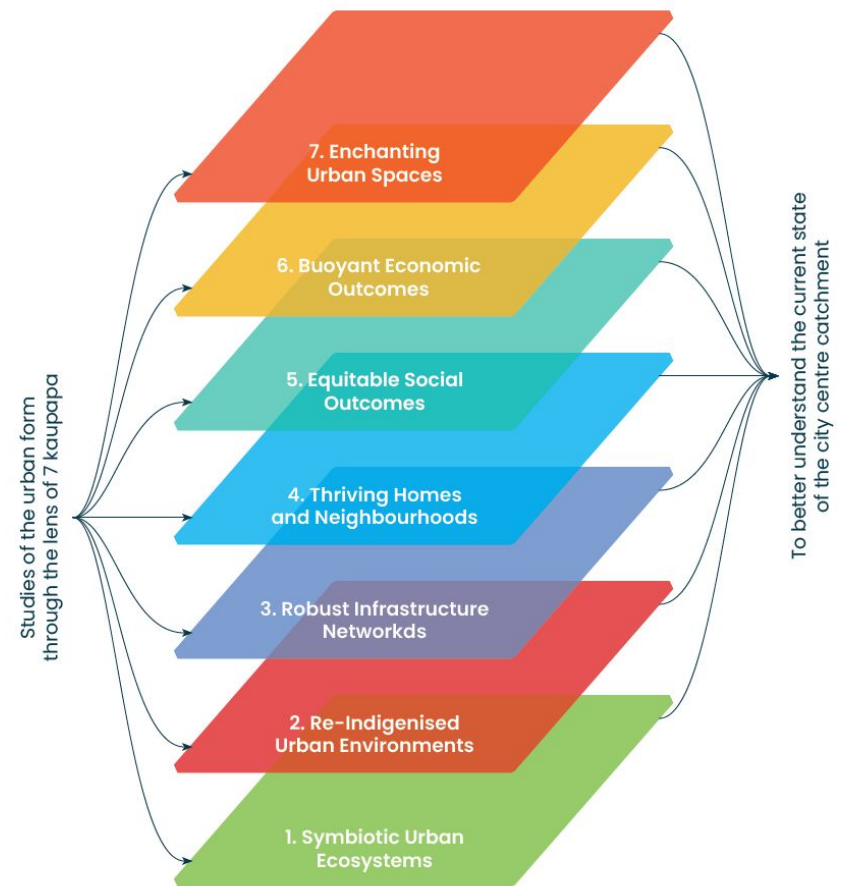 7. Enchanting
Urban Spaces
6. Buoyant Economic
Outcomes
5. Equitable Social
Outcomes
4. Thriving Homes
and Neighbourhoods
3. Robust Infrastructure
Networkds
2. Re-Indigenised
Urban Environments
1. Symbiotic Urban
Ecosystems
Studies of the urban form
through the lens of 7 kaupapa
To better understand the current state
of the city centre catchment